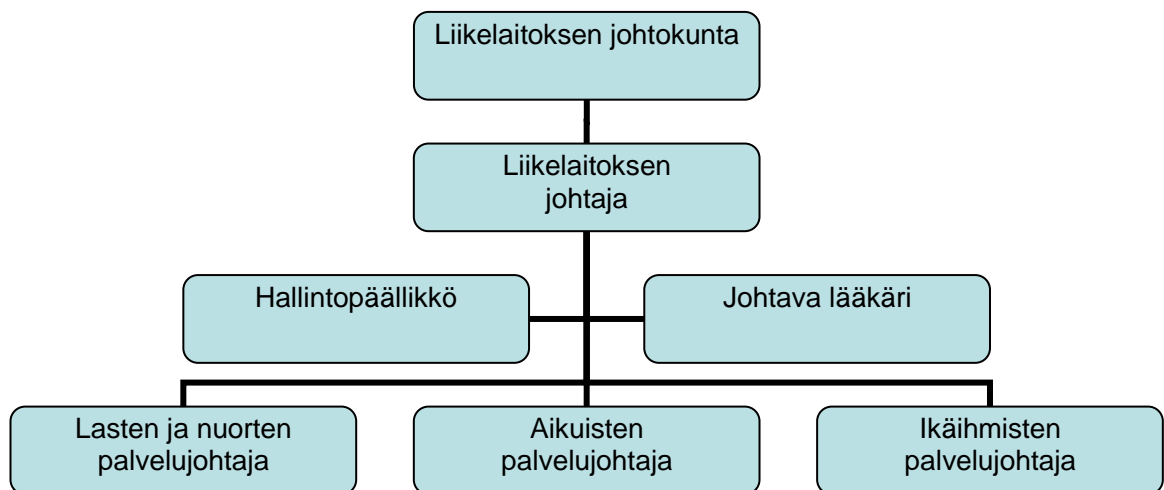 Liikelaitoksen johtokunta
Liikelaitoksen
johtaja
Hallintopäällikkö
Johtava lääkäri
Lasten ja nuorten
palvelujohtaja
Aikuisten
palvelujohtaja
Ikäihmisten
palvelujohtaja